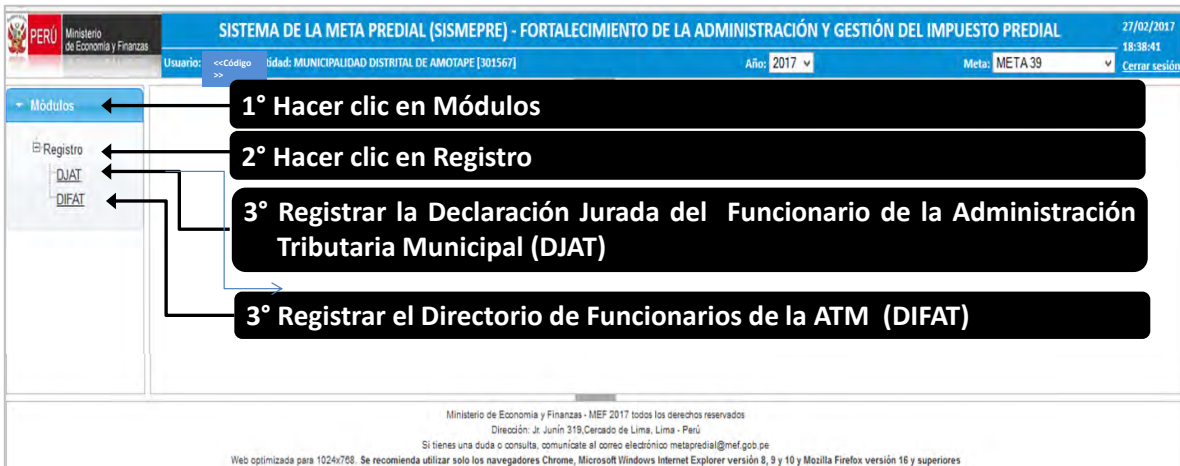 PERÚ
Ministerio
de Economía y Finanzas
SISTEMA DE LA META PREDIAL (SISMEPRE) - FORTALECIMIENTO DE LA ADMINISTRACIÓN Y GESTIÓN DEL IMPUESTO PREDIAL
27/02/2017
18:38:41
Usuario: <<Código
>>
tidad: MUNICIPALIDAD DISTRITAL DE AMOTAPE [301567]
Año: 2017
Meta: META 39
Cerrar sesión
Módulos
1° Hacer clic en Módulos
Registro
2° Hacer clic en Registro
DJAT
DIFAT
3° Registrar la Declaración Jurada del Funcionario de la Administración
Tributaria Municipal (DJAT)
3° Registrar el Directorio de Funcionarios de la ATM (DIFAT)
Ministerio de Economía y Finanzas - MEF 2017 todos los derechos reservados
Dirección: Jr. Junín 319,Cercado de Lima, Lima - Perú
Si tienes una duda o consulta, comunícate al correo electrónico metapredial@mef.gob.pe
Web optimizada para 1024x768. Se recomienda utilizar solo los navegadores Chrome, Microsoft Windows Internet Explorer versión 8, 9 y 10 y Mozilla Firefox versión 16 y superiores